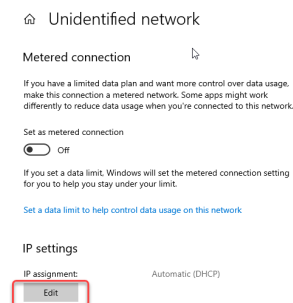 Unidentified network
Metered connection
If you have a limited data plan and want more control over data usage,
make this connection a metered network. Some apps might work
differently to reduce data usage when you're connected to this network.
Set as metered connection
Off
If you set a data limit, Windows will set the metered connection setting
for you to help you stay under your limit.
Set a data limit to help control data usage on this network
IP settings
IP assignment: Automatic (DHCP)
Edit